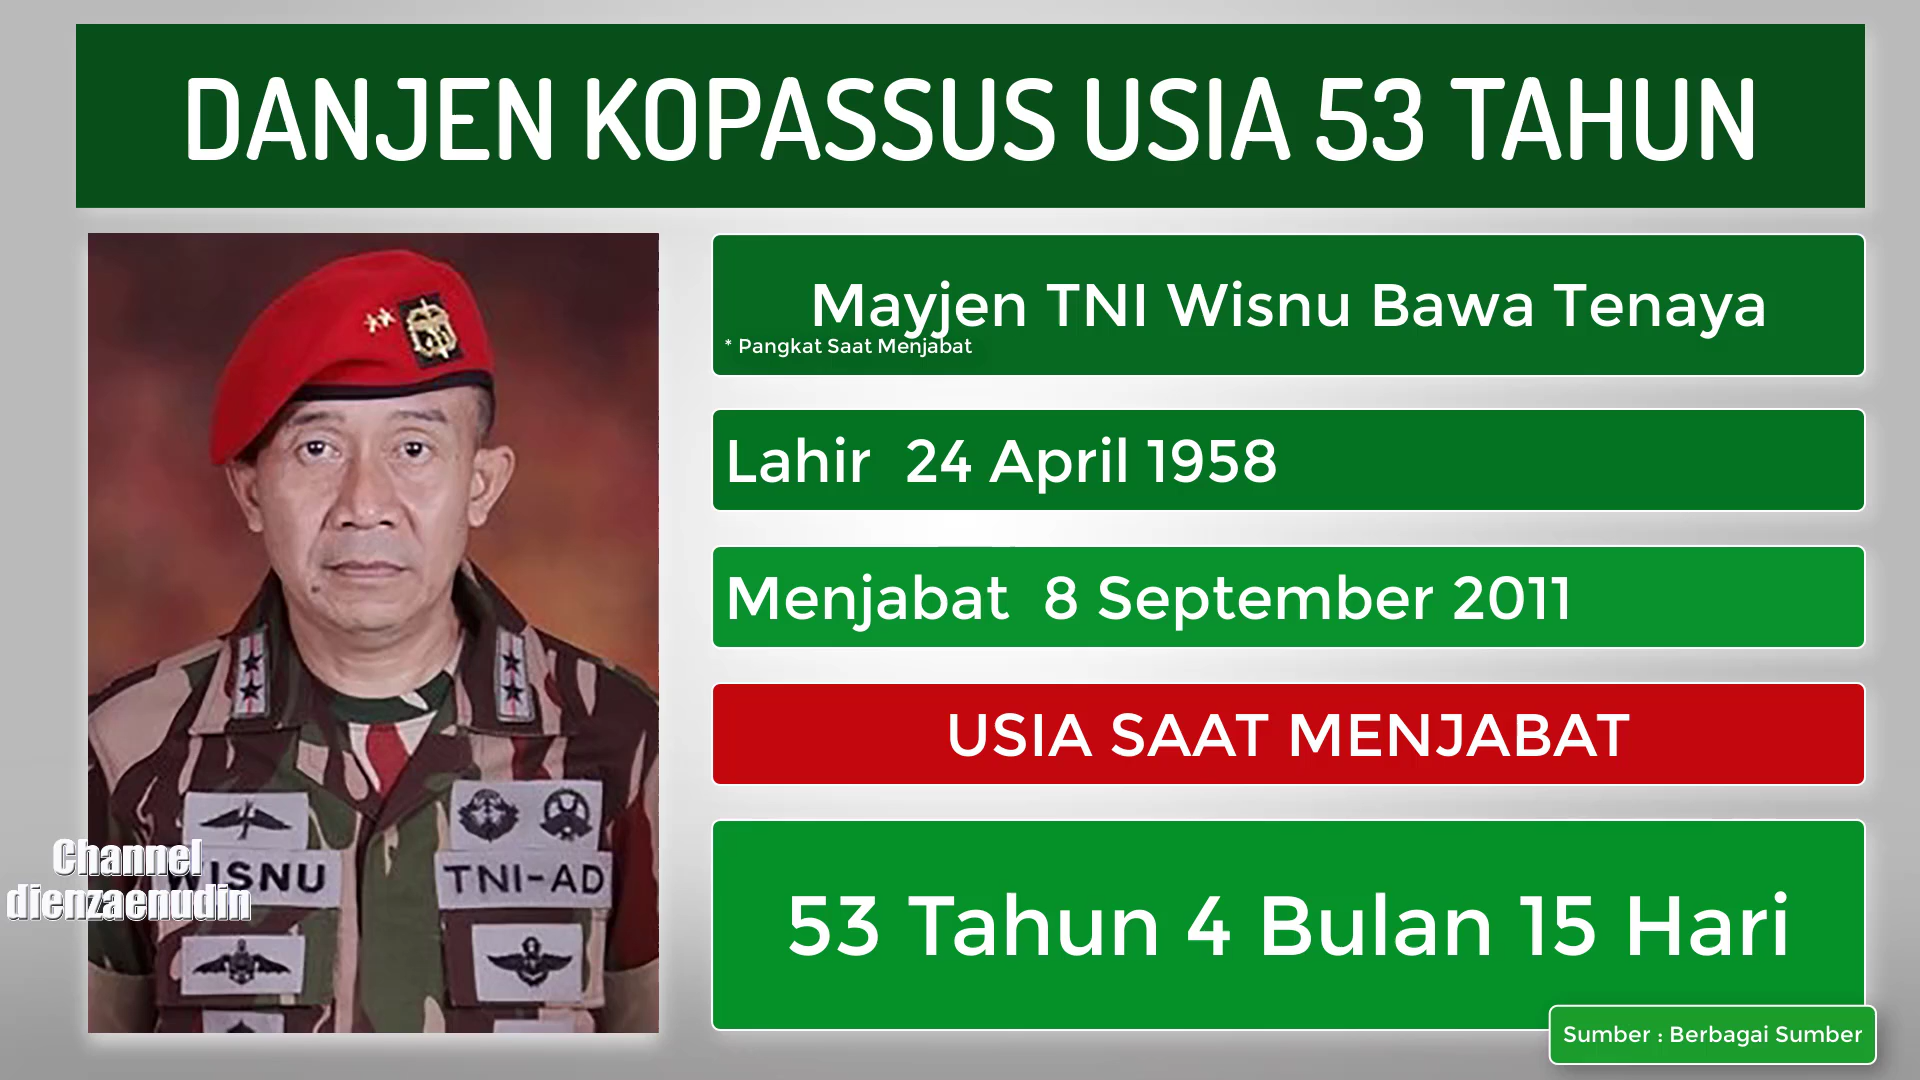 DANJEN KOPASSUS USIA 53 TAHUN
Mayjen TNI Wisnu Bawa Tenaya
* Pangkat Saat Menjabat
Lahir 24 April 1958
Menjabat 8 September 2011
USIA SAAT MENJABAT
53 Tahun 4 Bulan 15 Hari
Sumber : Berbagai Sumber
WISNU
TNI-AD
Channel
dienzaenudin